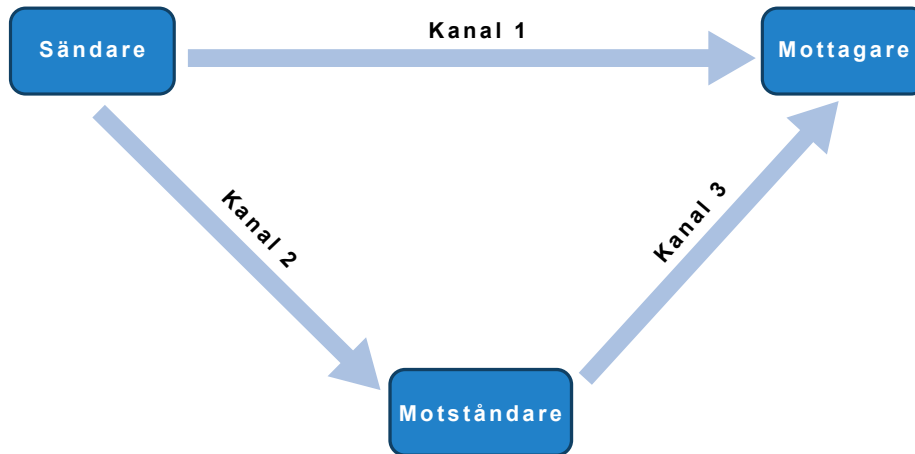 Sändare
Kanal 1
Mottagare
Kanal 2
Kanal 3
Motståndare